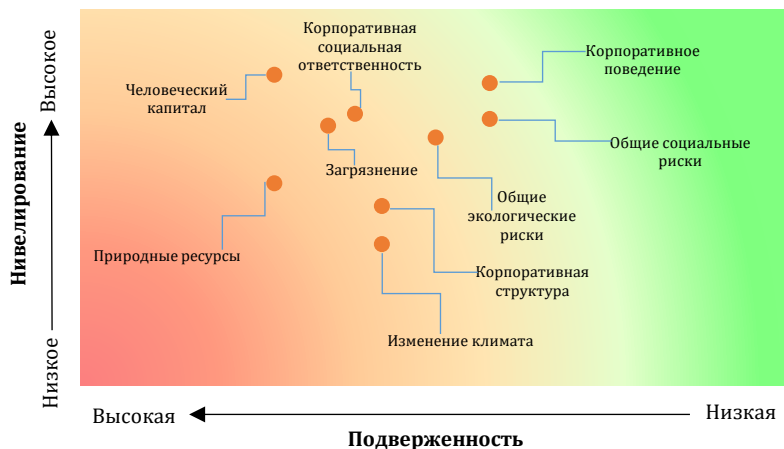 Корпоративная
социальная
ответственность
Корпоративное
поведение
Человеческий
капитал
Общие социальные
риски
Загрязнение
Общие
экологические
риски
Природные ресурсы
Корпоративная
структура
Изменение климата
Нивелирование
Высокое
Низкое
Высокая
Низкая
Подверженность